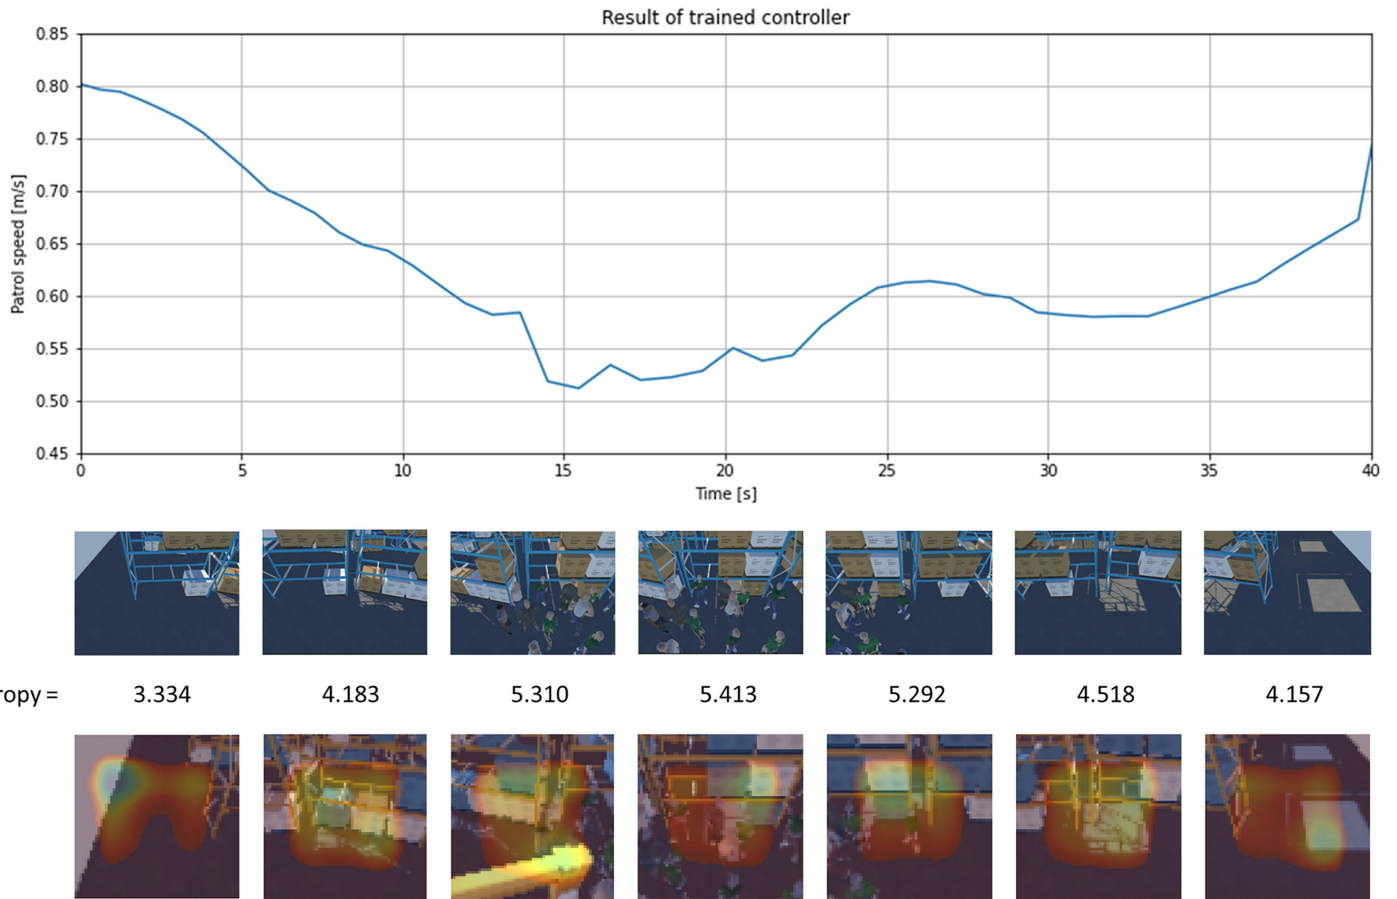 Result of trained controller
0.85
0.80
0.75
0.70
0.65
0.60
0.55
0.50
0.45
Patrol speed [m/s]
0 5 10 15 20 25 30 35 40
Time [s]
ropy = 3.334 4.183 5.310 5.413 5.292 4.518 4.157